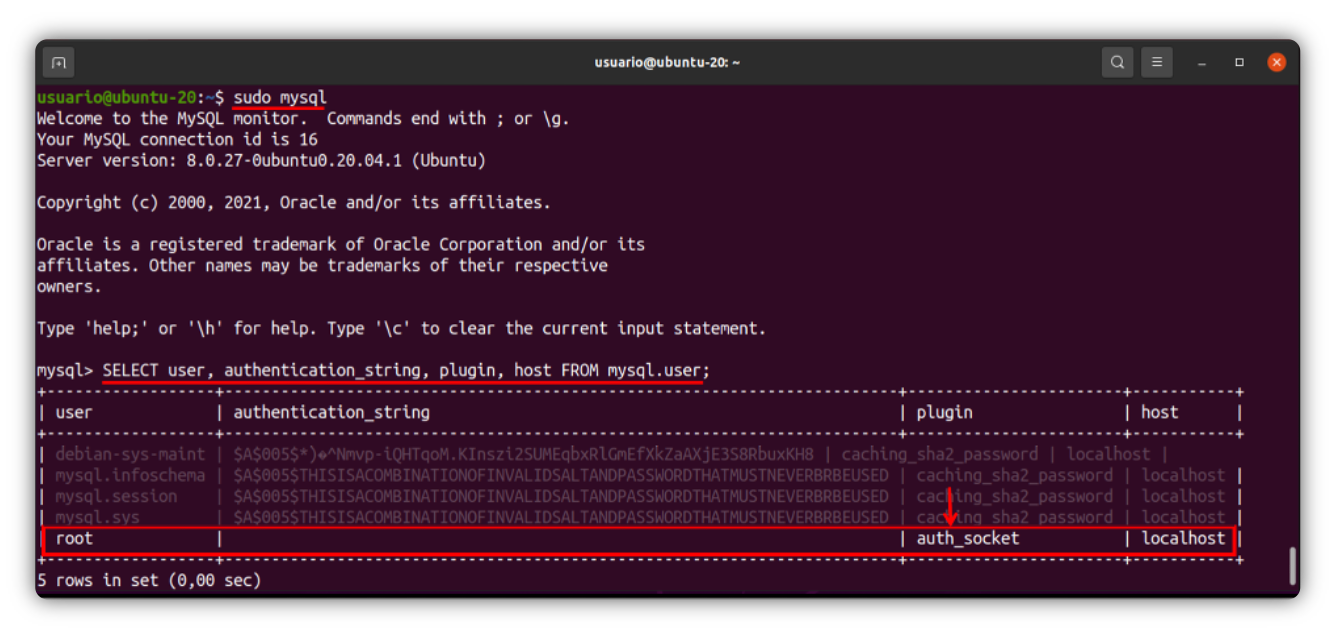 usuario@ubuntu-20: ~
usuario@ubuntu-20:~$ sudo mysql
Welcome to the MySQL monitor.  Commands end with ; or \g.
Your MySQL connection id is 16
Server version: 8.0.27-0ubuntu0.20.04.1 (Ubuntu)
Copyright (c) 2000, 2021, Oracle and/or its affiliates.
Oracle is a registered trademark of Oracle Corporation and/or its
affiliates. Other names may be trademarks of their respective
owners.
Type 'help;' or '\h' for help. Type '\c' to clear the current input statement.
mysql> SELECT user, authentication_string, plugin, host FROM mysql.user;
| user | authentication_string | plugin | host |
| debian-sys-maint | | caching_sha2_password | localhost |
| mysql.infoschema | $A$005$THISISACOMBINATIONOFINVALIDSALTANDPASSWORDTHATMUSTNEVERBRBEUSED | caching_sha2_password | localhost |
| mysql.session | $A$005$THISISACOMBINATIONOFINVALIDSALTANDPASSWORDTHATMUSTNEVERBRBEUSED | caching_sha2_password | localhost |
| mysql.sys | $A$005$THISISACOMBINATIONOFINVALIDSALTANDPASSWORDTHATMUSTNEVERBRBEUSED | caching_sha2_password | localhost |
| root | | auth_socket | localhost |
5 rows in set (0,00 sec)